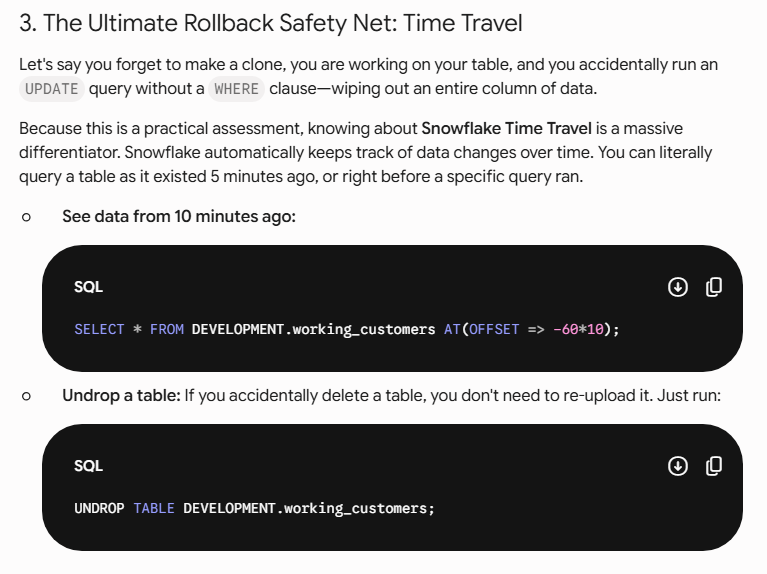 3. The Ultimate Rollback Safety Net: Time Travel
Let's say you forget to make a clone, you are working on your table, and you accidentally run an
UPDATE query without a WHERE clause—wiping out an entire column of data.
Because this is a practical assessment, knowing about Snowflake Time Travel is a massive
differentiator. Snowflake automatically keeps track of data changes over time. You can literally
query a table as it existed 5 minutes ago, or right before a specific query ran.
See data from 10 minutes ago:
SQL
SELECT * FROM DEVELOPMENT.working_customers AT(OFFSET => -60*10);
Undrop a table: If you accidentally delete a table, you don't need to re-upload it. Just run:
SQL
UNDROP TABLE DEVELOPMENT.working_customers;